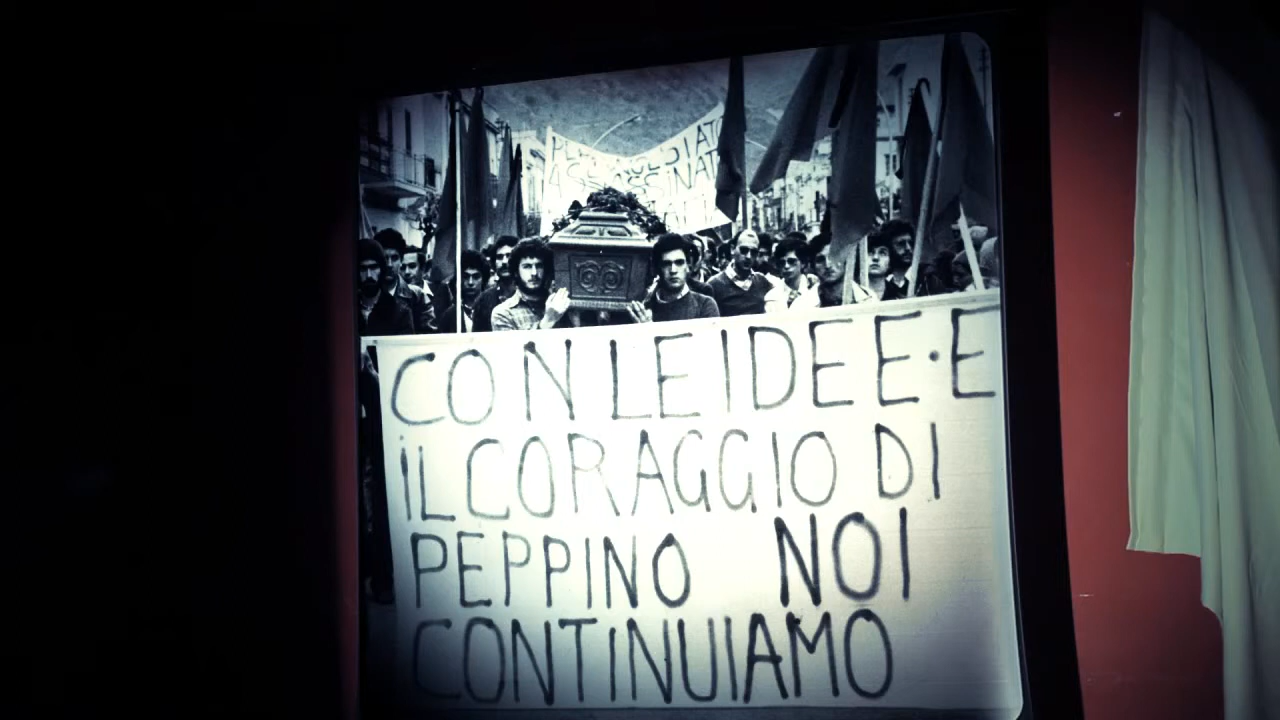 CON LE IDEE E
IL CORAGGIO DI
PEPPINO NOI
CONTINUIAMO